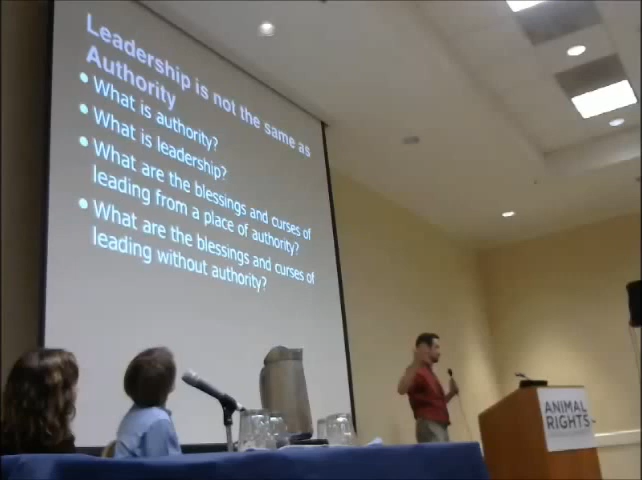 Leadership is not the same as
Authority
• What is authority?
• What is leadership?
• What are the blessings and curses of
leading from a place of authority?
• What are the blessings and curses of
leading without authority?
ANIMAL
RIGHTS